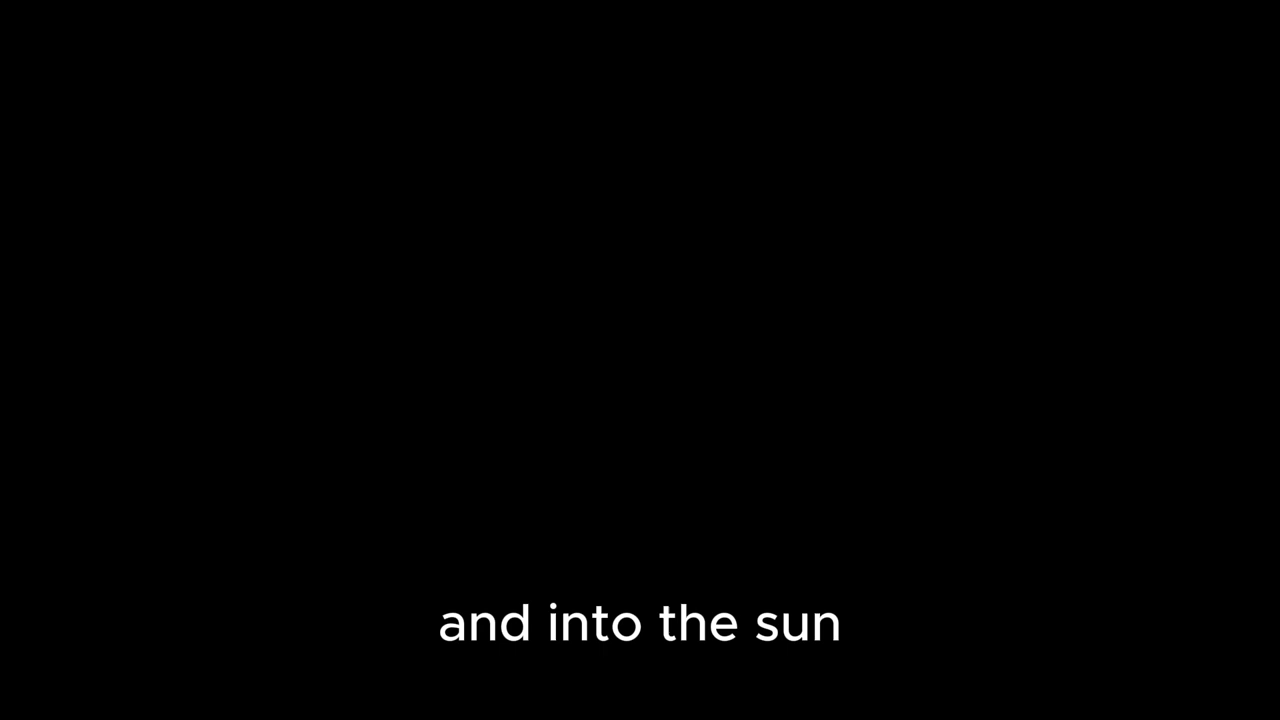 and into the sun